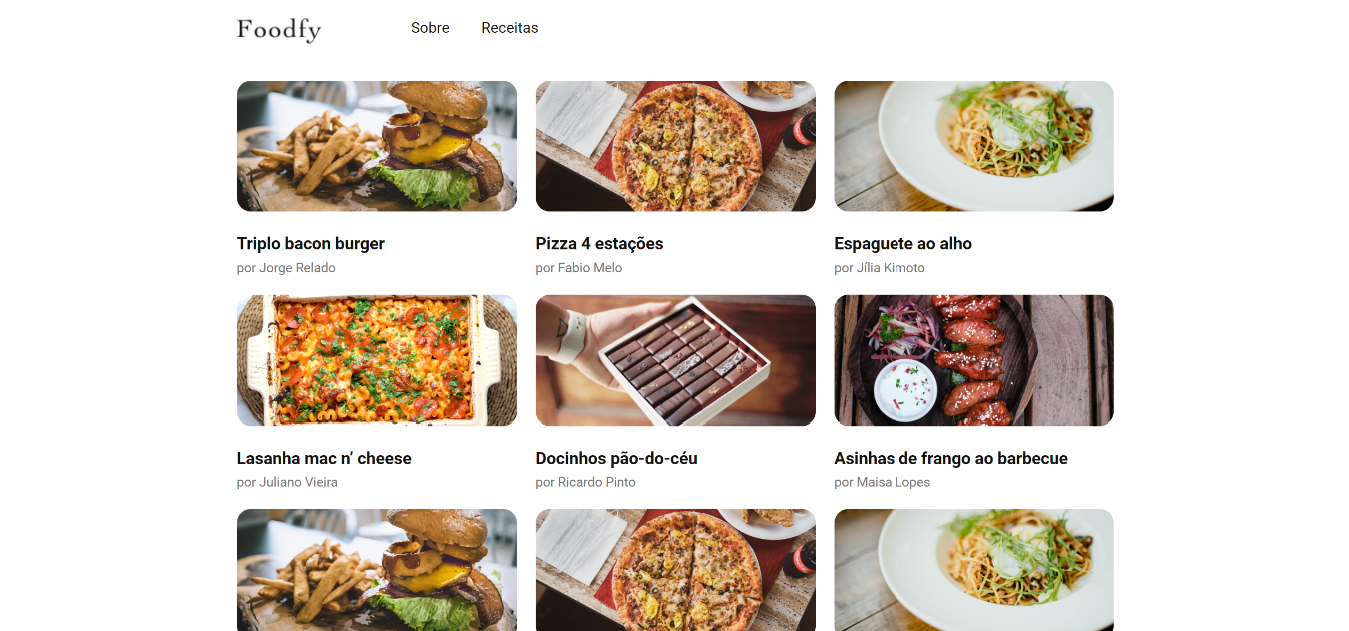 Foodfy
Sobre
Receitas
Triplo bacon burger
Pizza 4 estações
Espaguete ao alho
por Jorge Relado
por Fabio Melo
por Jília Kimoto
Lasanha mac n’ cheese
Docinhos pão-do-céu
Asinhas de frango ao barbecue
por Juliano Vieira
por Ricardo Pinto
por Maisa Lopes